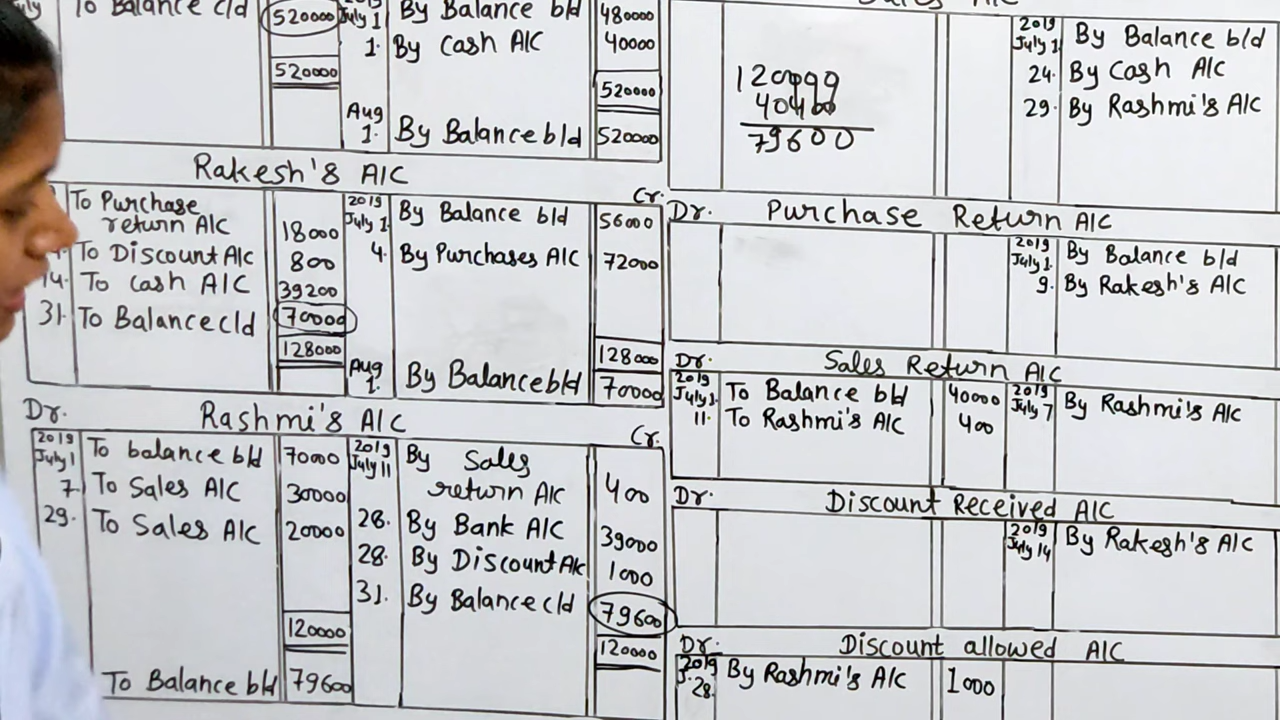 To Balance c/d 520000 July 1 By Balance b/d 480000
1. By Cash A/C 40000
520000 520000
Aug 1. By Balance b/d 520000
Rakesh's A/C
Cr.
To Purchase return A/C 18000 2019 July 1 By Balance b/d 56000
To Discount A/c 800 4. By Purchases A/C 72000
14. To Cash A/C 39200
31. To Balance c/d 70000
128000 128000
Aug 1. By Balance b/d 70000
Dr. Rashmi's A/C Cr.
2019 July 1 To balance b/d 70000 2019 July 11 By Sales return A/C 400
7. To Sales A/C 30000 28. By Bank A/C 39000
29. To Sales A/C 20000 28. By Discount A/c 1000
31. By Balance c/d 79600
120000 120000
To Balance b/d 79600
2019 July 1 By Balance b/d
24. By Cash A/C
29. By Rashmi's A/C
79600
Dr. Purchase Return A/C
2019 July 1. By Balance b/d
9. By Rakesh's A/C
Dr. Sales Return A/C
2019 July 1. To Balance b/d 40000 2019 July 7 By Rashmi's A/C
11. To Rashmi's A/C 400
Dr. Discount Received A/C
2019 July 14 By Rakesh's A/C
Dr. Discount allowed A/C
2019 J. 28. By Rashmi's A/C 1000